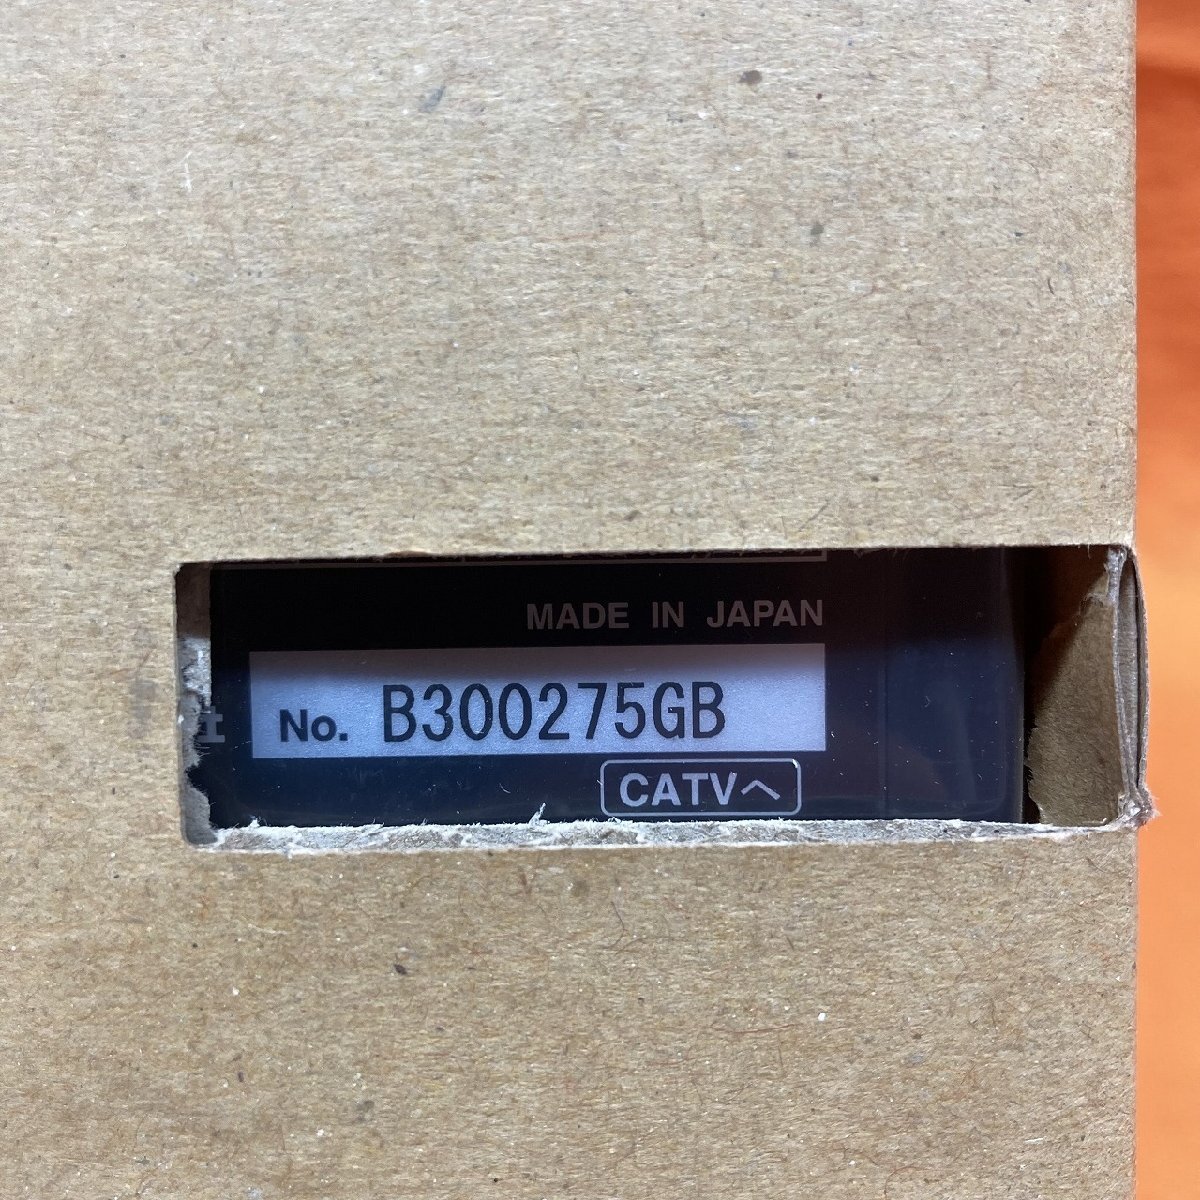 MADE IN JAPAN
No. B300275GB
CATVへ